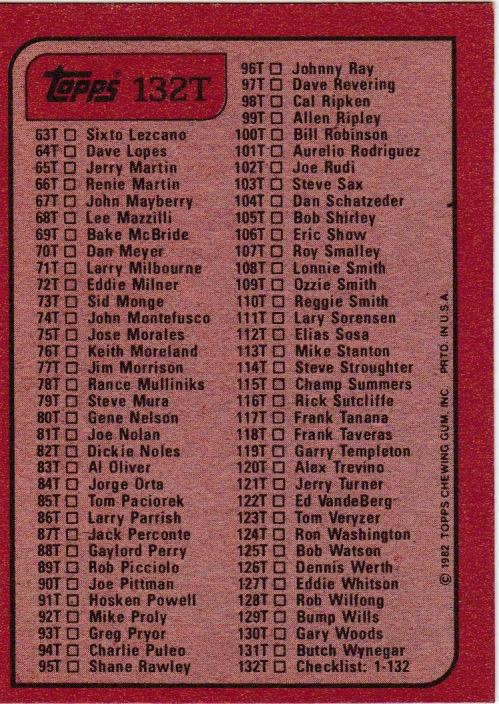 Topps 132T
63T Sixto Lezcano
64T Dave Lopes
65T Jerry Martin
66T Renie Martin
67T John Mayberry
68T Lee Mazzilli
69T Bake McBride
70T Dan Meyer
71T Larry Milbourne
72T Eddie Milner
73T Sid Monge
74T John Montefusco
75T Jose Morales
76T Keith Moreland
77T Jim Morrison
78T Rance Mulliniks
79T Steve Mura
80T Gene Nelson
81T Joe Nolan
82T Dickie Noles
83T Al Oliver
84T Jorge Orta
85T Tom Paciorek
86T Larry Parrish
87T Jack Perconte
88T Gaylord Perry
89T Rob Picciolo
90T Joe Pittman
91T Hosken Powell
92T Mike Proly
93T Greg Pryor
94T Charlie Puleo
95T Shane Rawley
96T Johnny Ray
97T Dave Revering
98T Cal Ripken
99T Allen Ripley
100T Bill Robinson
101T Aurelio Rodriguez
102T Joe Rudi
103T Steve Sax
104T Dan Schatzeder
105T Bob Shirley
106T Eric Show
107T Roy Smalley
108T Lonnie Smith
109T Ozzie Smith
110T Reggie Smith
111T Lary Sorensen
112T Elias Sosa
113T Mike Stanton
114T Steve Stroughter
115T Champ Summers
116T Rick Sutcliffe
117T Frank Tanana
118T Frank Taveras
119T Garry Templeton
120T Alex Trevino
121T Jerry Turner
122T Ed VandeBerg
123T Tom Veryzer
124T Ron Washington
125T Bob Watson
126T Dennis Werth
127T Eddie Whitson
128T Rob Wilfong
129T Bump Wills
130T Gary Woods
131T Butch Wynegar
132T Checklist: 1-132
© 1982 TOPPS CHEWING GUM, INC. PRTD. IN U.S.A.